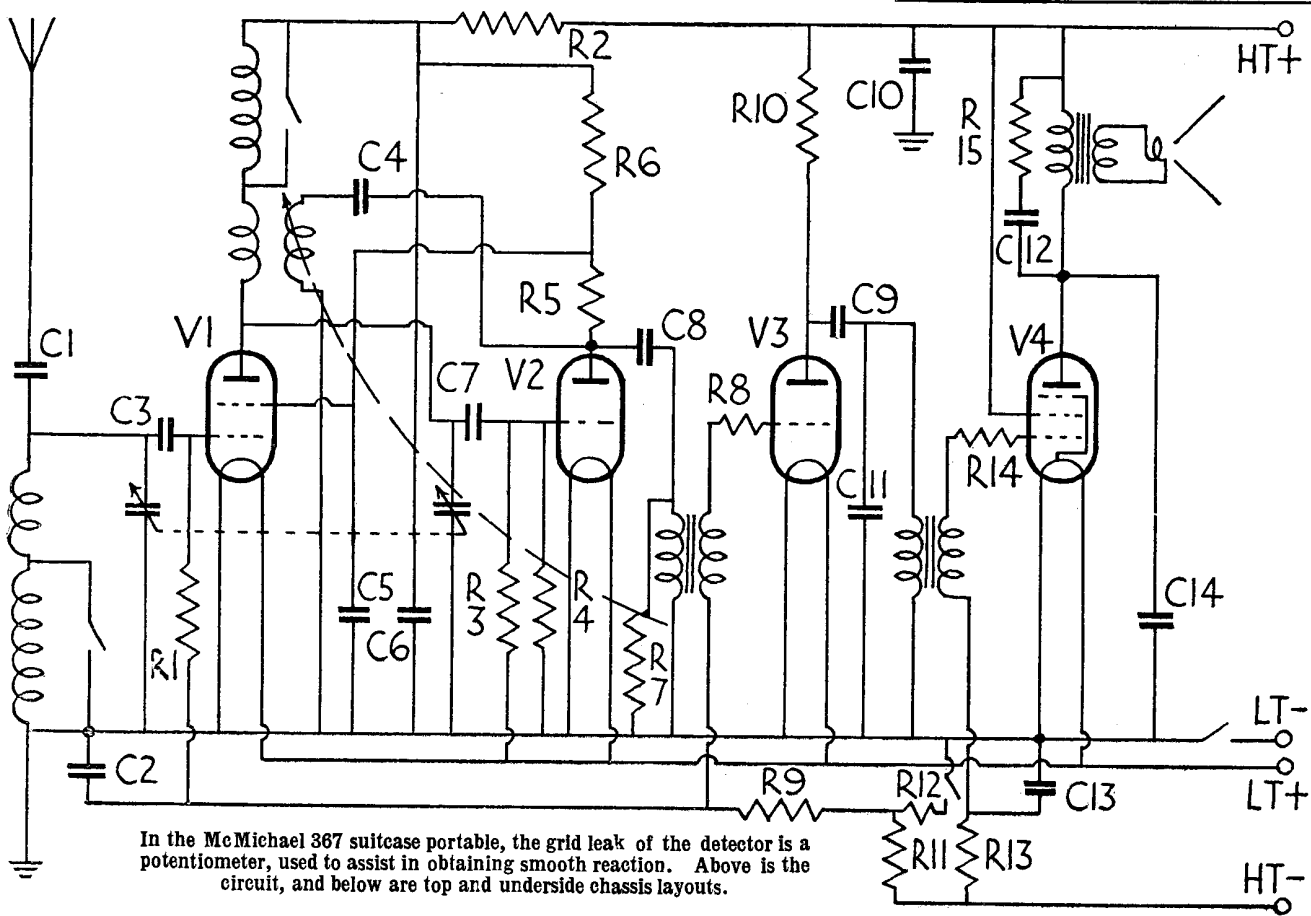 R2
HT+
R10
C10
R
15
C4
R6
C12
R5
V1
C9
C1
C8
V3
V4
V2
C7
R8
C3
R14
C11
C5
R
3
R
4
C14
C6
R1
R
7
LT-
C2
R9
R12
C13
LT+
In the McMichael 367 suitcase portable, the grid leak of the detector is a
potentiometer, used to assist in obtaining smooth reaction. Above is the
circuit, and below are top and underside chassis layouts.
R11
R13
HT-